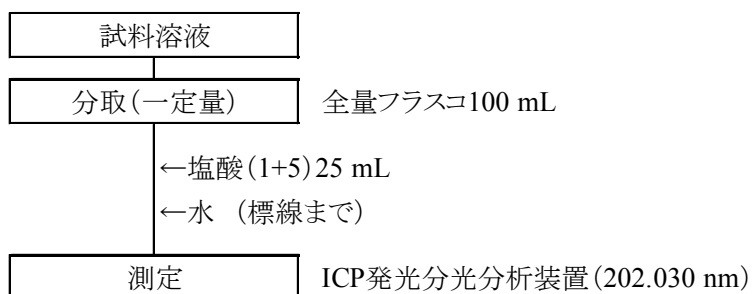 試料溶液
分取(一定量) 全量フラスコ100 mL
←塩酸(1+5)25 mL
←水 (標線まで)
測定 ICP発光分光分析装置(202.030 nm)